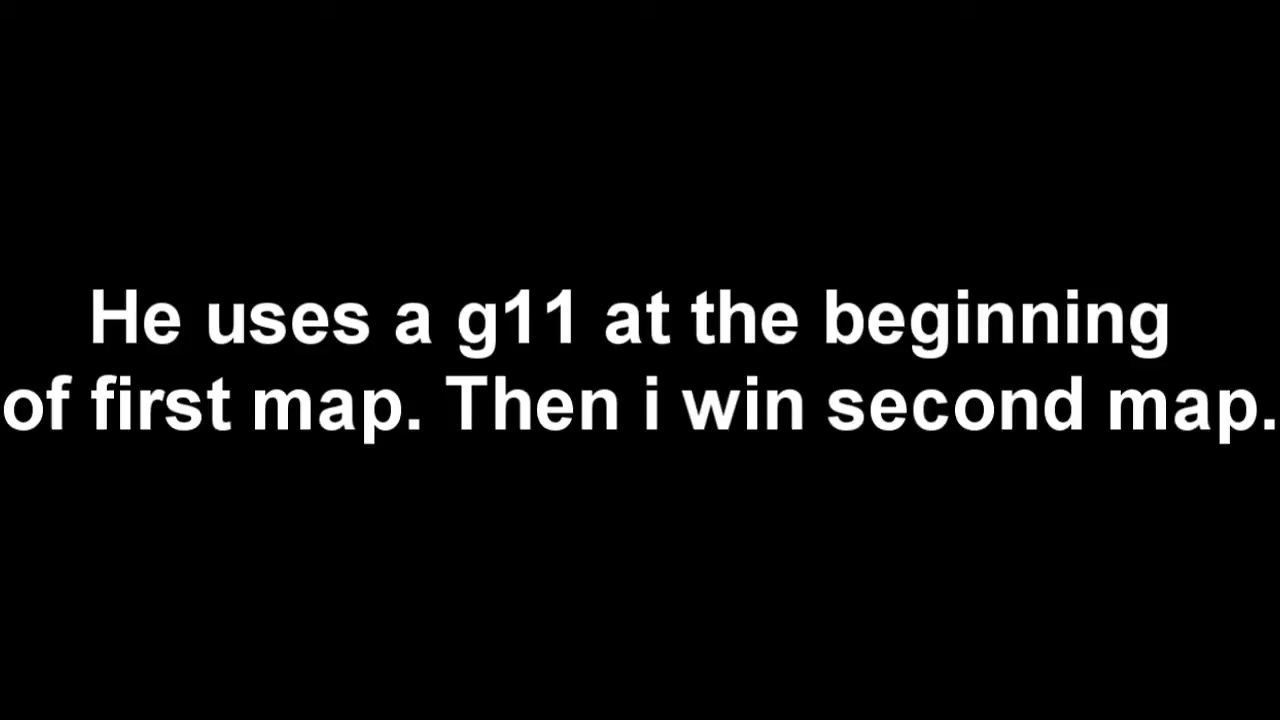 He uses a g11 at the beginning
of first map. Then i win second map.